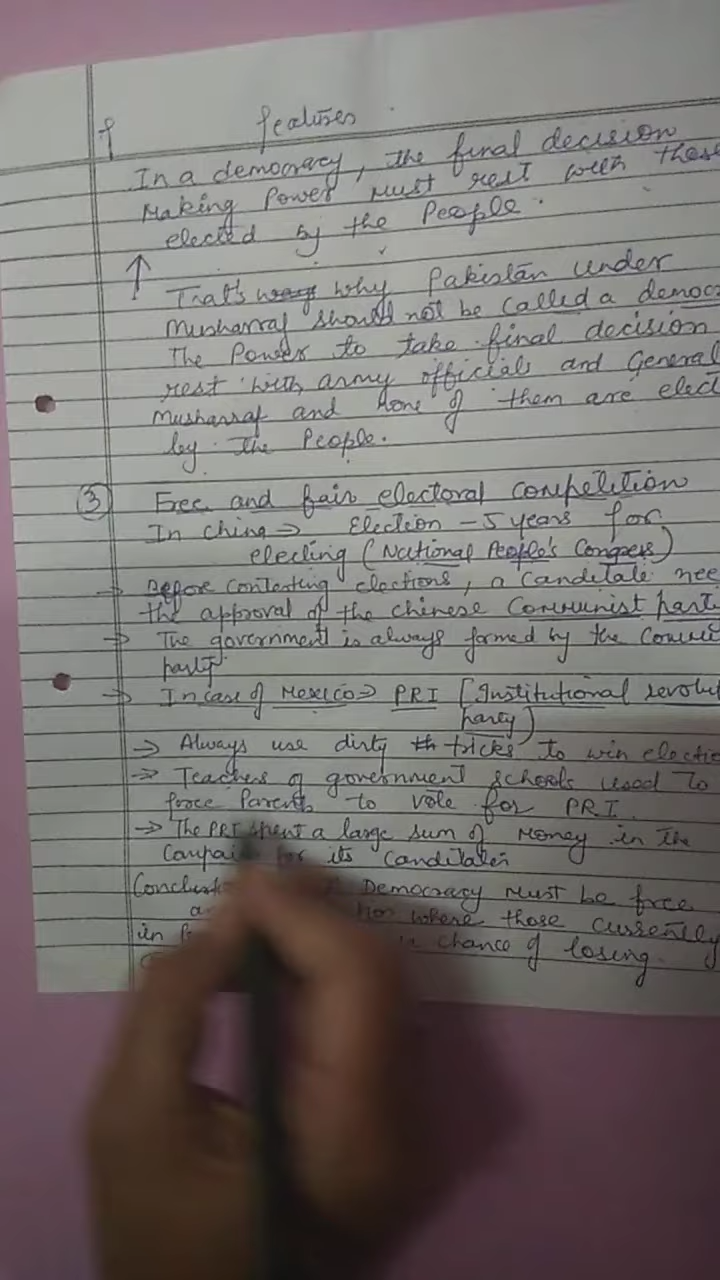 features
In a democracy, the final decision
Making Power Must rest with those
elected by the People.
That's why Pakistan under
Musharraf should not be called a democ
The Power to take final decision
rest with army officials and General
Musharraf and None of them are elect
by the People.
③ Free and fair electoral competition
In China → Election - 5 years for
electing (National People's Congress)
→ Before contesting elections, a candidate nee
the approval of the chinese Communist part
→ The government is always formed by the Commu
party.
→ In case of Mexico → PRI [Institutional revolut
Party)
→ Always use dirty tricks to win electio
→ Teachers of government schools used to
force Parents to vote for PRI.
→ The PRI spent a large sum of Money in the
for its candidates
Democracy Must be free
where those currently
in chance of losing.